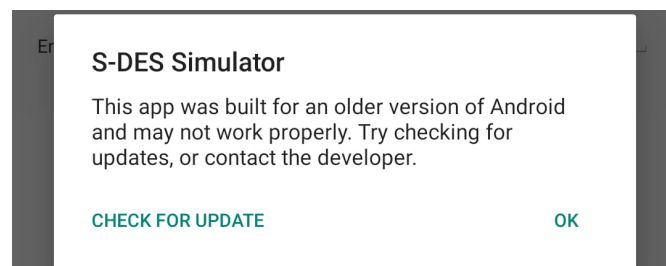 Er
S-DES Simulator
This app was built for an older version of Android
and may not work properly. Try checking for
updates, or contact the developer.
CHECK FOR UPDATE
OK